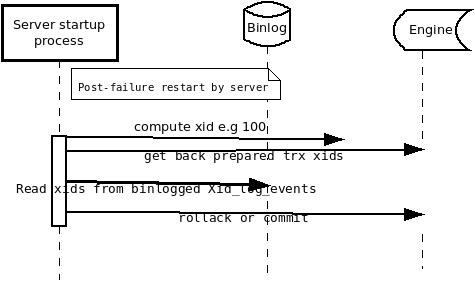 Server startup
process
Binlog
Engine
Post-failure restart by server
compute xid e.g 100
get back prepared trx xids
Read xids from binlogged Xid_log_events
rollack or commit